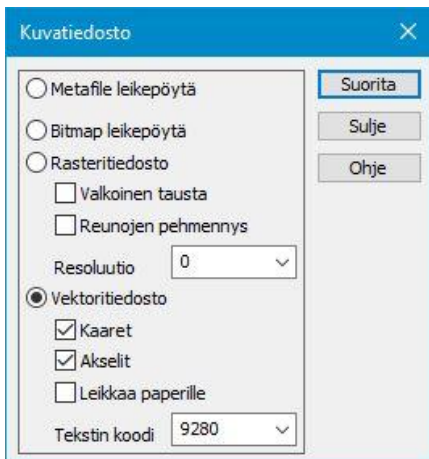 Kuvatiedosto
Metafile leikepöytä
Suorita
Bitmap leikepöytä
Sulje
Rasteritiedosto
Ohje
Valkoinen tausta
Reunojen pehmennys
Resoluutio 0
Vektoritiedosto
Kaaret
Akselit
Leikkaa paperille
Tekstin koodi 9280